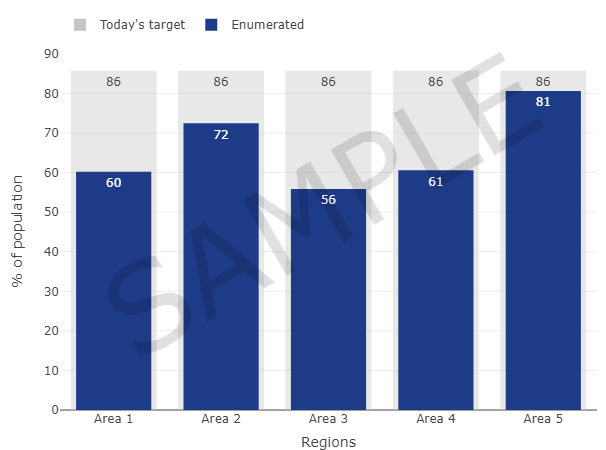 Today's target Enumerated
90
80
70
60
50
40
30
20
10
0
% of population
86 86 86 86 86
60 72 56 61 81
SAMPLE
Area 1 Area 2 Area 3 Area 4 Area 5
Regions